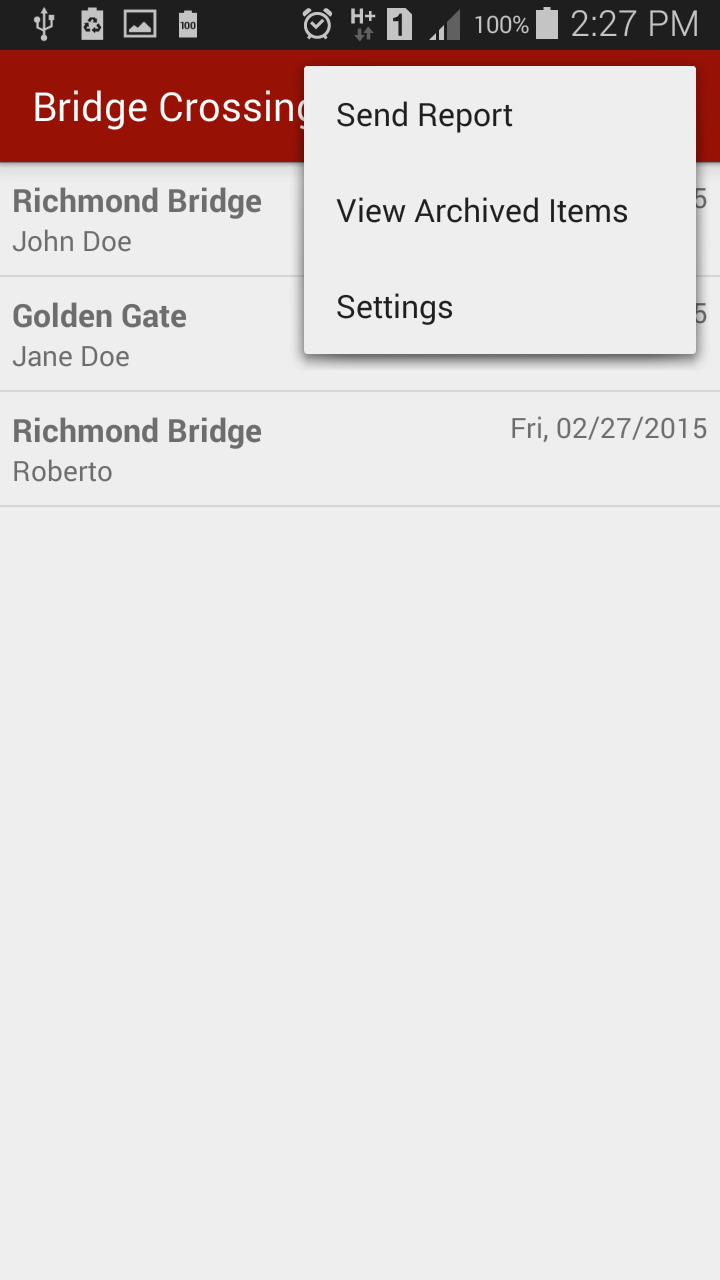 100
H+
1
100%
2:27 PM
Bridge Crossing
Send Report
View Archived Items
Settings
Richmond Bridge
5
John Doe
Golden Gate
5
Jane Doe
Richmond Bridge
Fri, 02/27/2015
Roberto